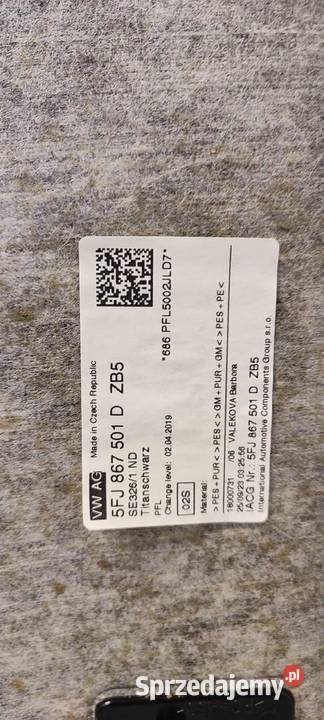 VW AG Made in Czech Republic
5FJ 867 501 D ZB5
SE326/1 ND
Titanschwarz
PFL
Change level: 02.04.2019
*686 PFL5002JLD7*
02S
Material:
>PES+PUR< >PES< >GM+PUR+GM< >PES+PE<
18000731 /06 VALEKOVA Barbora
25/09/23 03:25:56
IACG Nr.: 5FJ 867 501 D ZB5
International Automotive Components Group s.r.o.
Sprzedajemy.pl